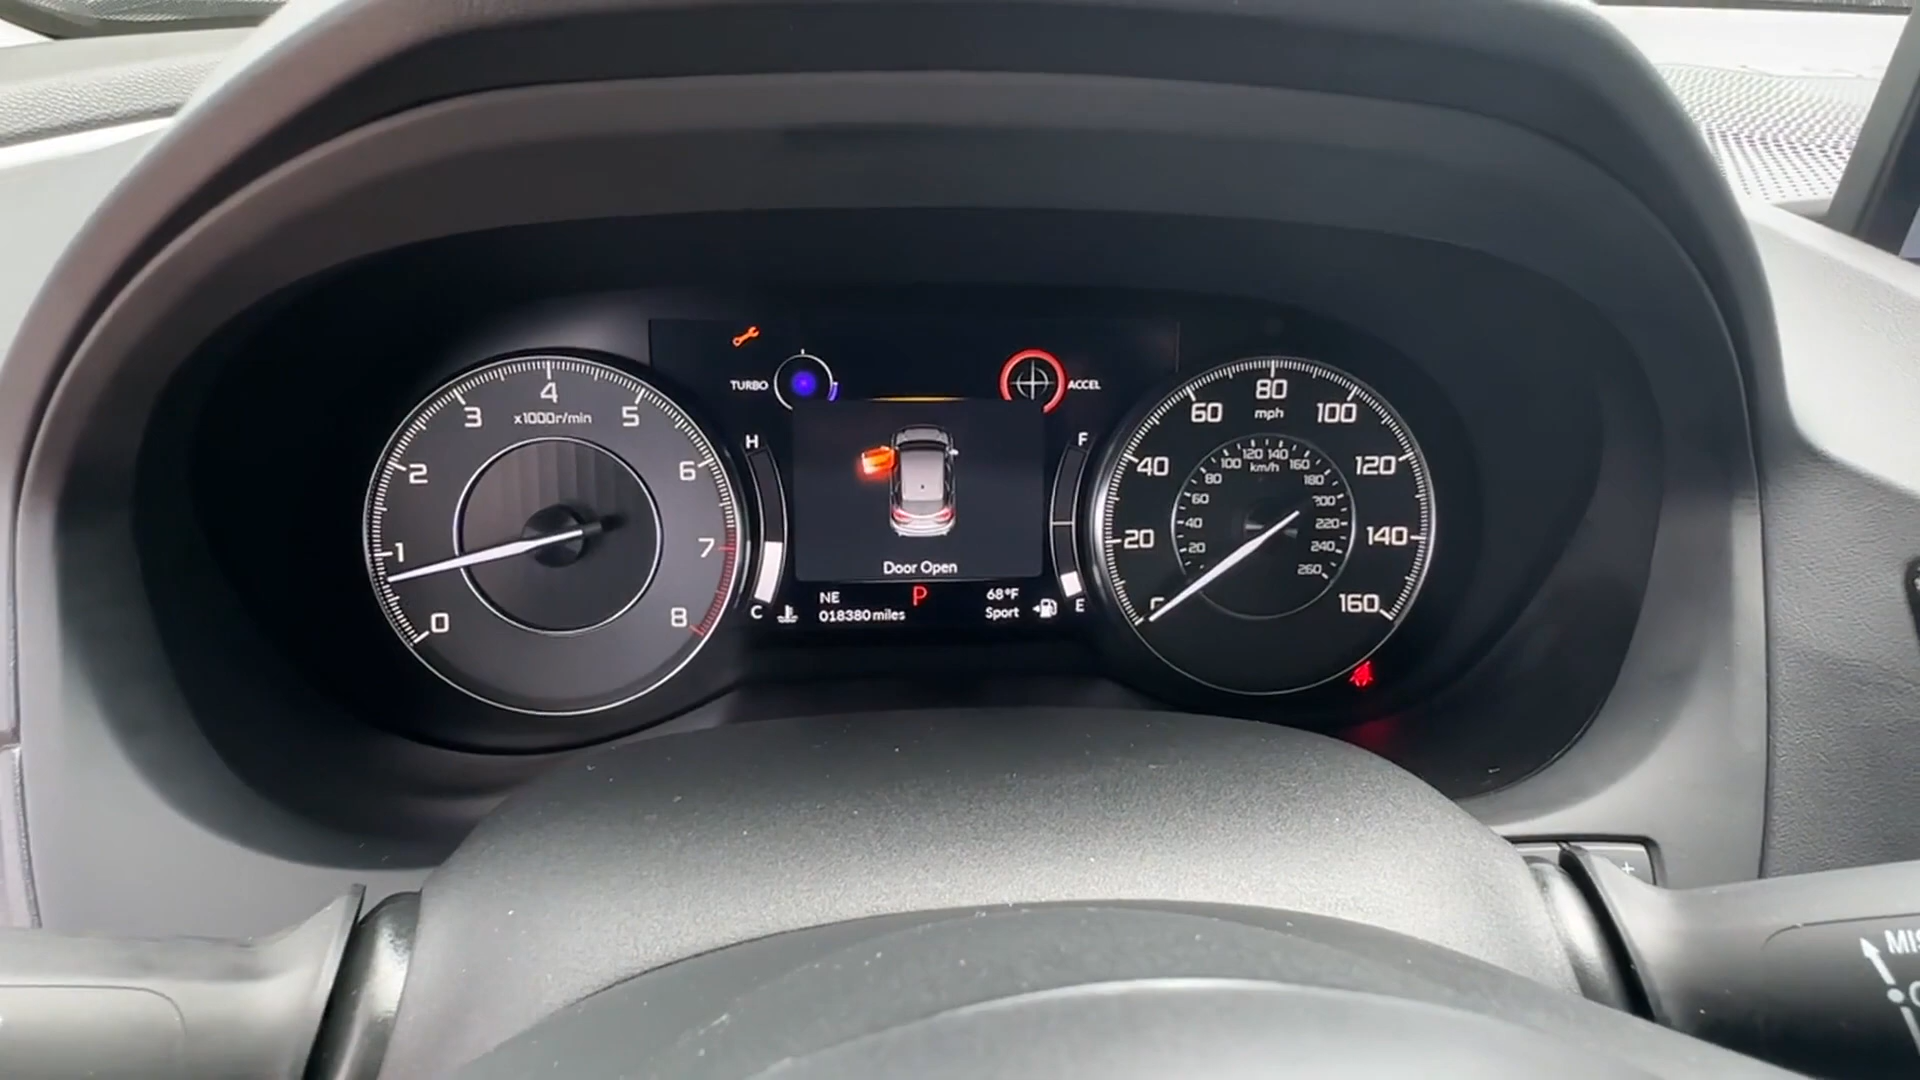 0
1
2
3
4
5
6
7
8
x1000r/min
TURBO
ACCEL
H
C
F
E
Door Open
NE
018380 miles
P
68°F
Sport
20
40
60
80
100
120
140
160
mph
20
40
60
80
100
120
140
160
180
200
220
240
260
km/h
+